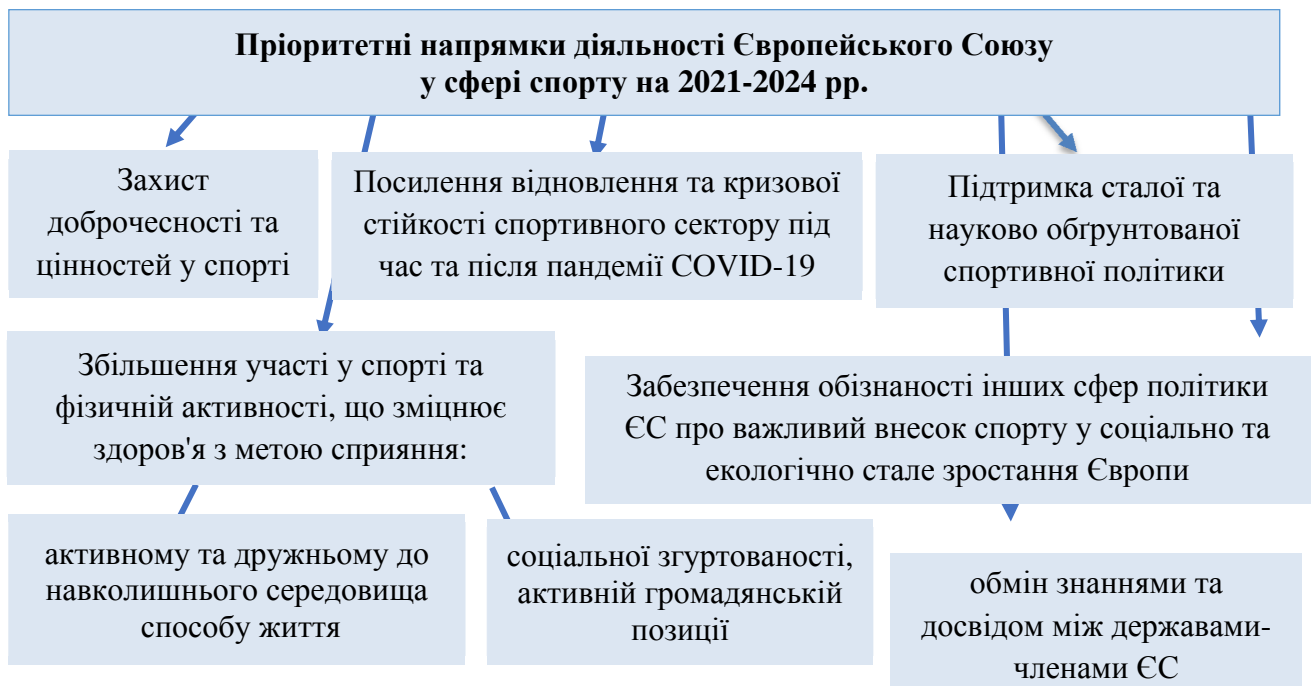 Пріоритетні напрямки діяльності Європейського Союзу
у сфері спорту на 2021-2024 рр.
Захист
доброчесності та
цінностей у спорті
Посилення відновлення та кризової
стійкості спортивного сектору під
час та після пандемії COVID-19
Підтримка сталої та
науково обґрунтованої
спортивної політики
Збільшення участі у спорті та
фізичній активності, що зміцнює
здоров'я з метою сприяння:
Забезпечення обізнаності інших сфер політики
ЄС про важливий внесок спорту у соціально та
екологічно стале зростання Європи
активному та дружньому до
навколишнього середовища
способу життя
соціальної згуртованості,
активній громадянській
позиції
обмін знаннями та
досвідом між державами-
членами ЄС